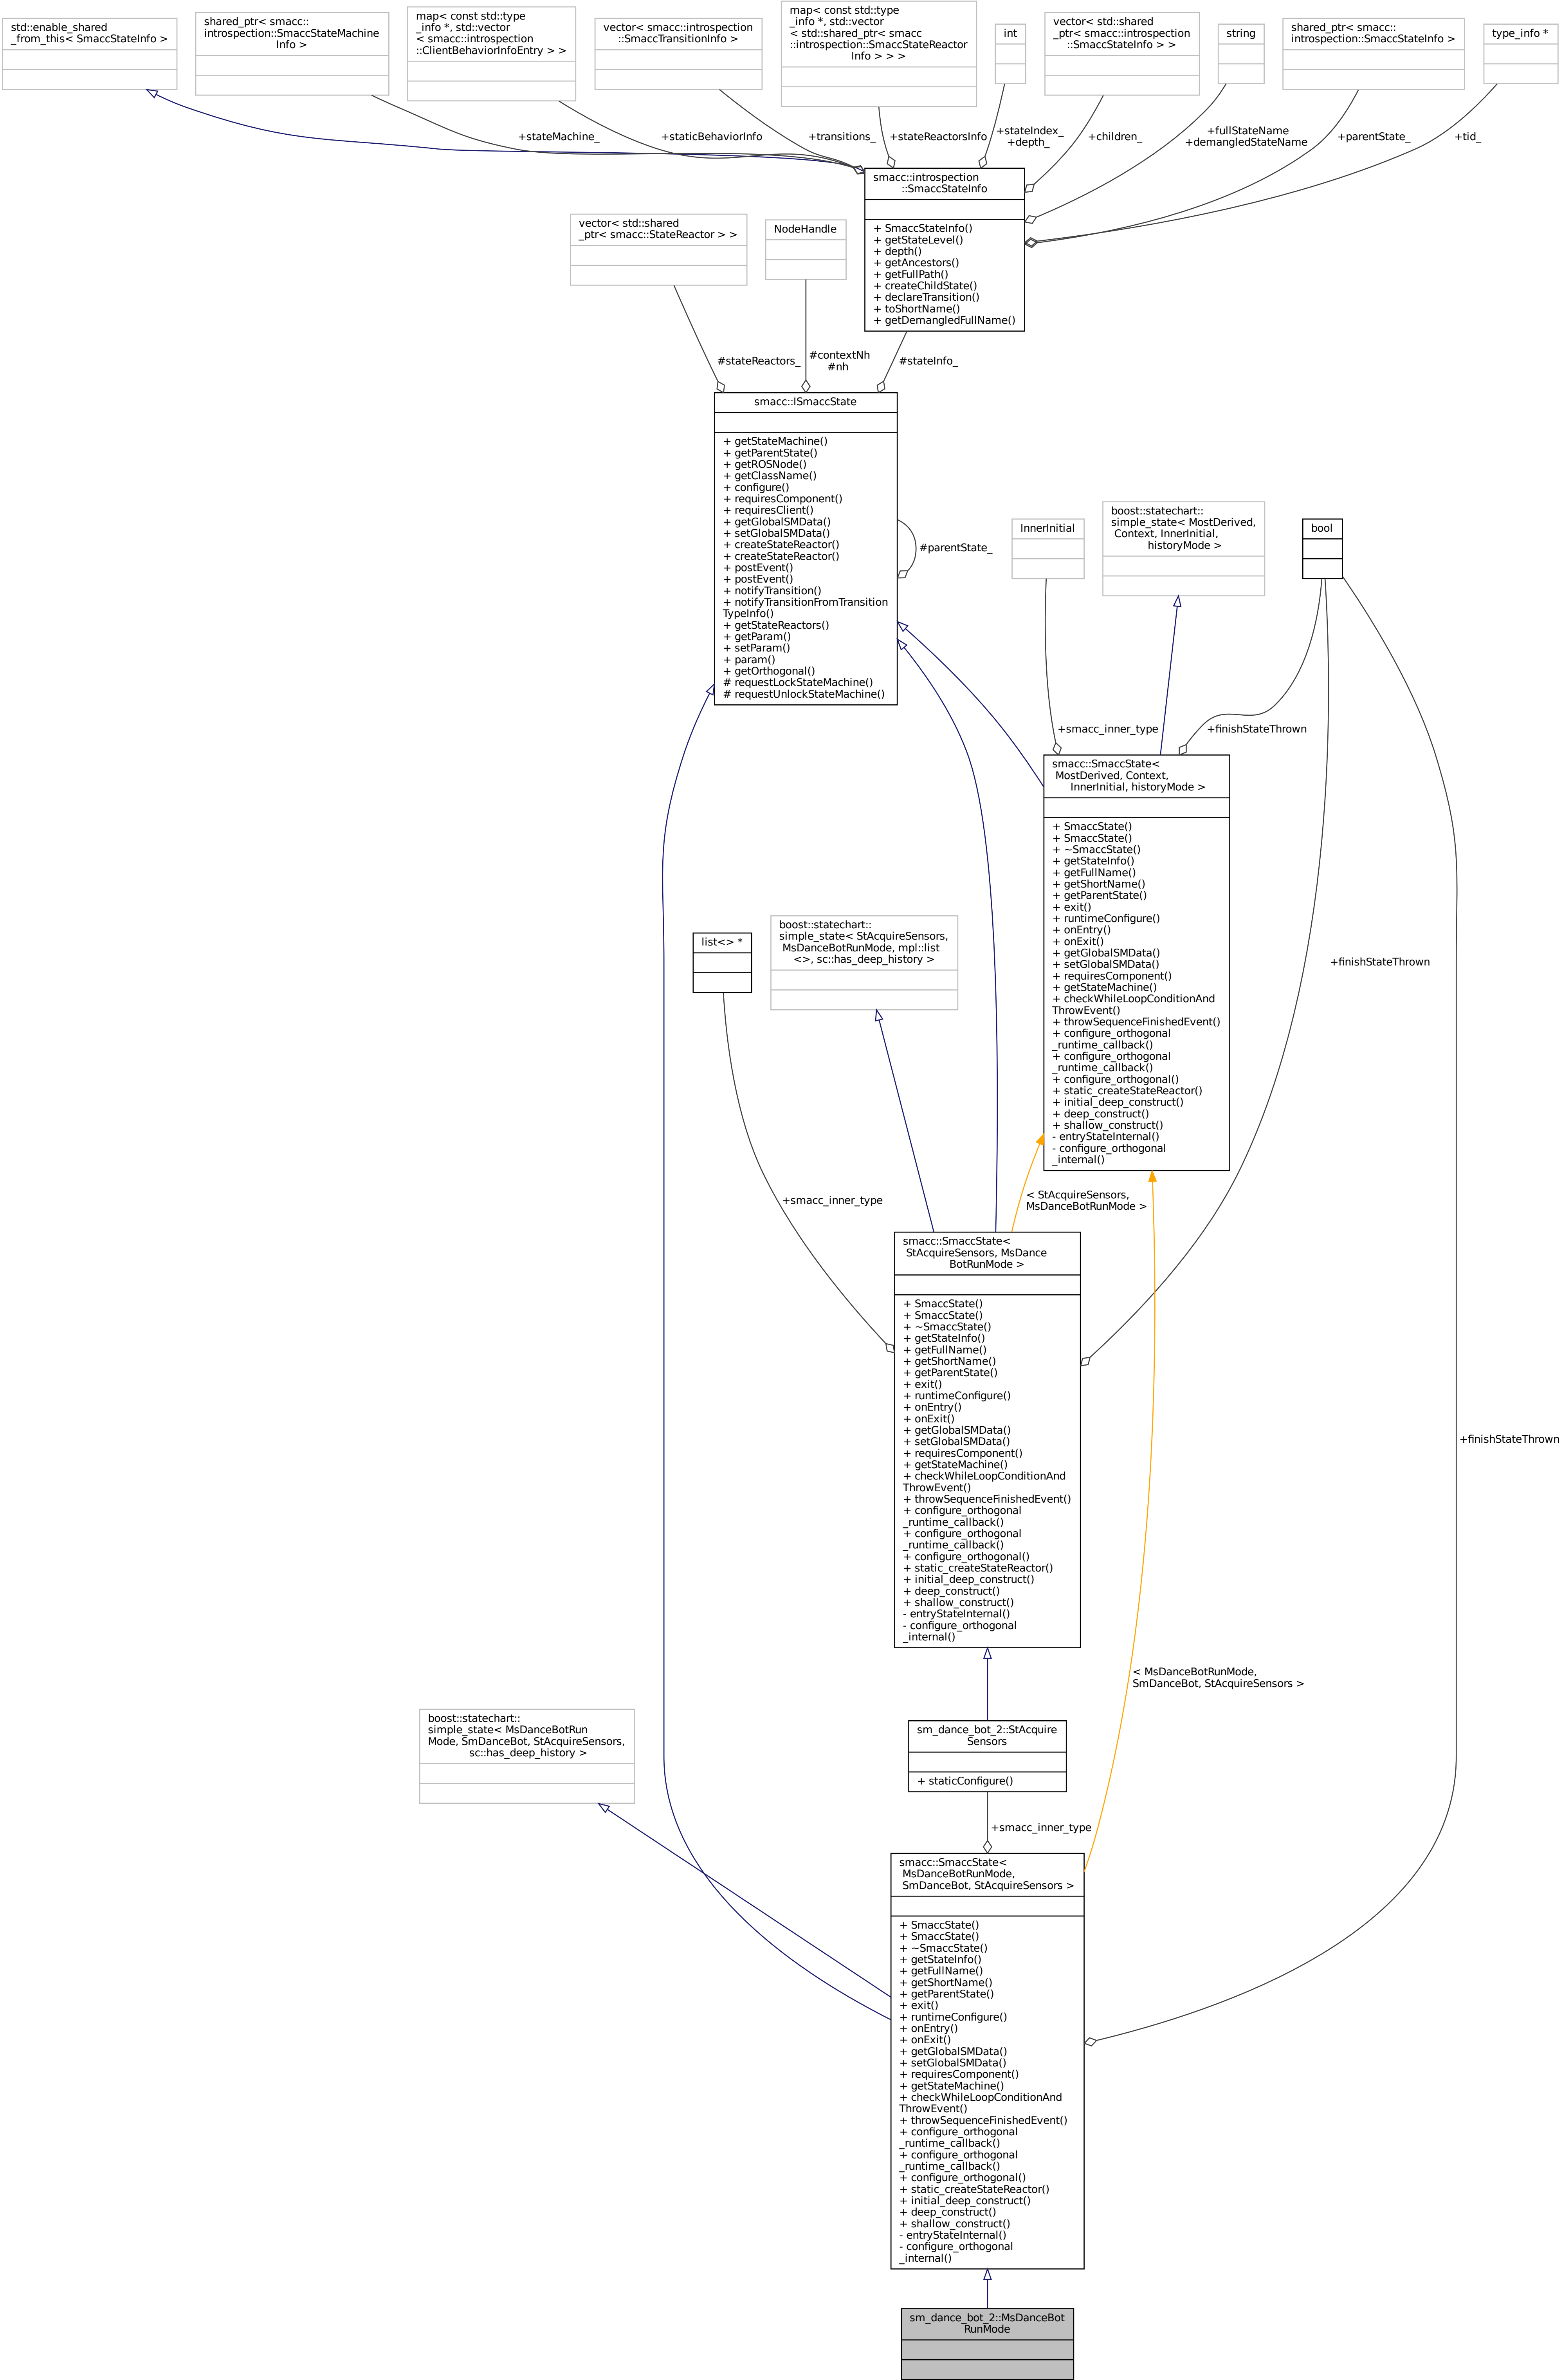 std::enable_shared
_from_this< SmaccStateInfo >
shared_ptr< smacc::
introspection::SmaccStateMachine
Info >
map< const std::type
_info *, std::vector
< smacc::introspection
::ClientBehaviorInfoEntry > >
vector< smacc::introspection
::SmaccTransitionInfo >
map< const std::type
_info *, std::vector
< std::shared_ptr< smacc
::introspection::SmaccStateReactor
Info > > >
int
vector< std::shared
_ptr< smacc::introspection
::SmaccStateInfo > >
string
shared_ptr< smacc::
introspection::SmaccStateInfo >
type_info *
+stateMachine_
+staticBehaviorInfo
+transitions_
+stateReactorsInfo
+stateIndex_
+depth_
+children_
+fullStateName
+demangledStateName
+parentState_
+tid_
smacc::introspection
::SmaccStateInfo
+ SmaccStateInfo()
+ getStateLevel()
+ depth()
+ getAncestors()
+ getFullPath()
+ createChildState()
+ declareTransition()
+ toShortName()
+ getDemangledFullName()
vector< std::shared
_ptr< smacc::StateReactor > >
NodeHandle
#stateReactors_
#contextNh
#nh
#stateInfo_
smacc::ISmaccState
+ getStateMachine()
+ getParentState()
+ getROSNode()
+ getClassName()
+ configure()
+ requiresComponent()
+ requiresClient()
+ getGlobalSMData()
+ setGlobalSMData()
+ createStateReactor()
+ createStateReactor()
+ postEvent()
+ postEvent()
+ notifyTransition()
+ notifyTransitionFromTransition
TypeInfo()
+ getStateReactors()
+ getParam()
+ setParam()
+ param()
+ getOrthogonal()
# requestLockStateMachine()
# requestUnlockStateMachine()
#parentState_
InnerInitial
boost::statechart::
simple_state< MostDerived,
Context, InnerInitial,
historyMode >
bool
+smacc_inner_type
+finishStateThrown
smacc::SmaccState<
MostDerived, Context,
InnerInitial, historyMode >
+ SmaccState()
+ SmaccState()
+ ~SmaccState()
+ getStateInfo()
+ getFullName()
+ getShortName()
+ getParentState()
+ exit()
+ runtimeConfigure()
+ onEntry()
+ onExit()
+ getGlobalSMData()
+ setGlobalSMData()
+ requiresComponent()
+ getStateMachine()
+ checkWhileLoopConditionAnd
ThrowEvent()
+ throwSequenceFinishedEvent()
+ configure_orthogonal
_runtime_callback()
+ configure_orthogonal
_runtime_callback()
+ configure_orthogonal()
+ static_createStateReactor()
+ initial_deep_construct()
+ deep_construct()
+ shallow_construct()
- entryStateInternal()
- configure_orthogonal
_internal()
list<> *
boost::statechart::
simple_state< StAcquireSensors,
MsDanceBotRunMode, mpl::list
<>, sc::has_deep_history >
+finishStateThrown
+smacc_inner_type
< StAcquireSensors,
MsDanceBotRunMode >
smacc::SmaccState<
StAcquireSensors, MsDance
BotRunMode >
+ SmaccState()
+ SmaccState()
+ ~SmaccState()
+ getStateInfo()
+ getFullName()
+ getShortName()
+ getParentState()
+ exit()
+ runtimeConfigure()
+ onEntry()
+ onExit()
+ getGlobalSMData()
+ setGlobalSMData()
+ requiresComponent()
+ getStateMachine()
+ checkWhileLoopConditionAnd
ThrowEvent()
+ throwSequenceFinishedEvent()
+ configure_orthogonal
_runtime_callback()
+ configure_orthogonal
_runtime_callback()
+ configure_orthogonal()
+ static_createStateReactor()
+ initial_deep_construct()
+ deep_construct()
+ shallow_construct()
- entryStateInternal()
- configure_orthogonal
_internal()
+finishStateThrown
< MsDanceBotRunMode,
SmDanceBot, StAcquireSensors >
boost::statechart::
simple_state< MsDanceBotRun
Mode, SmDanceBot, StAcquireSensors,
sc::has_deep_history >
sm_dance_bot_2::StAcquire
Sensors
+ staticConfigure()
+smacc_inner_type
smacc::SmaccState<
MsDanceBotRunMode,
SmDanceBot, StAcquireSensors >
+ SmaccState()
+ SmaccState()
+ ~SmaccState()
+ getStateInfo()
+ getFullName()
+ getShortName()
+ getParentState()
+ exit()
+ runtimeConfigure()
+ onEntry()
+ onExit()
+ getGlobalSMData()
+ setGlobalSMData()
+ requiresComponent()
+ getStateMachine()
+ checkWhileLoopConditionAnd
ThrowEvent()
+ throwSequenceFinishedEvent()
+ configure_orthogonal
_runtime_callback()
+ configure_orthogonal
_runtime_callback()
+ configure_orthogonal()
+ static_createStateReactor()
+ initial_deep_construct()
+ deep_construct()
+ shallow_construct()
- entryStateInternal()
- configure_orthogonal
_internal()
sm_dance_bot_2::MsDanceBot
RunMode